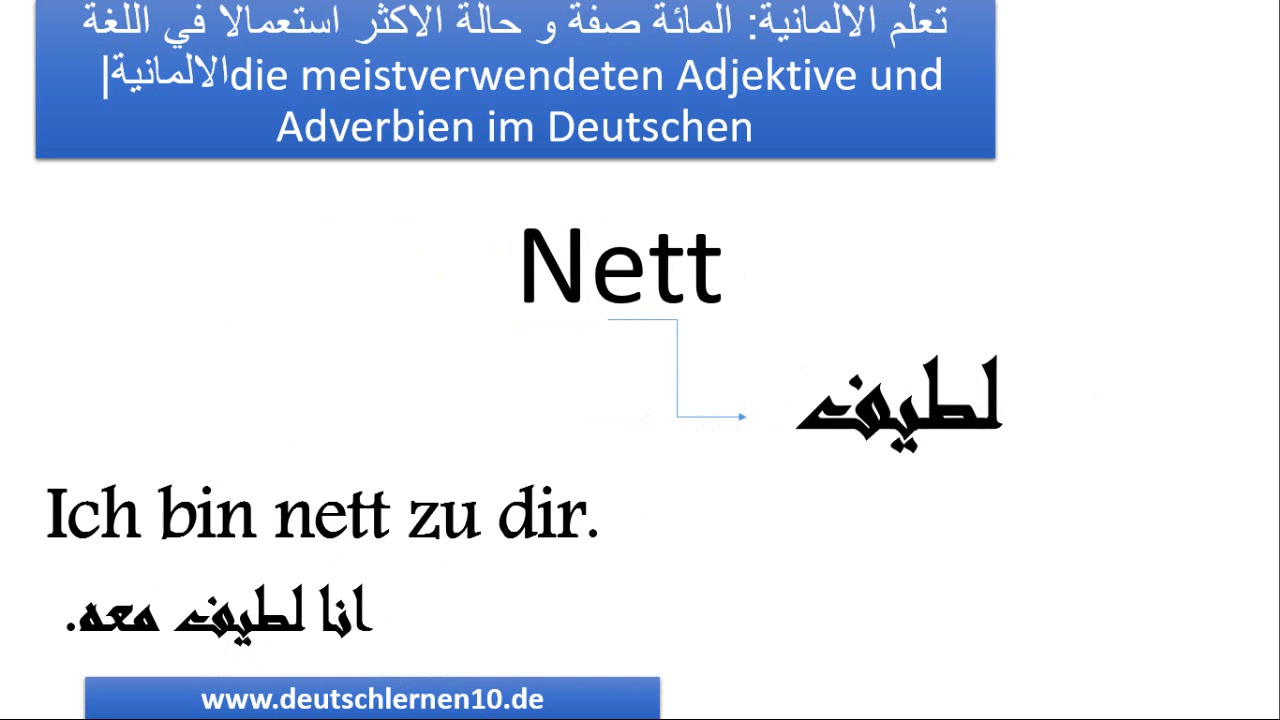 تعلم الالمانية: المائة صفة و حالة الاكثر استعمالا في اللغة
الالمانية|die meistverwendeten Adjektive und
Adverbien im Deutschen
Nett
لطيف
Ich bin nett zu dir.
انا لطيف معه.
www.deutschlernen10.de